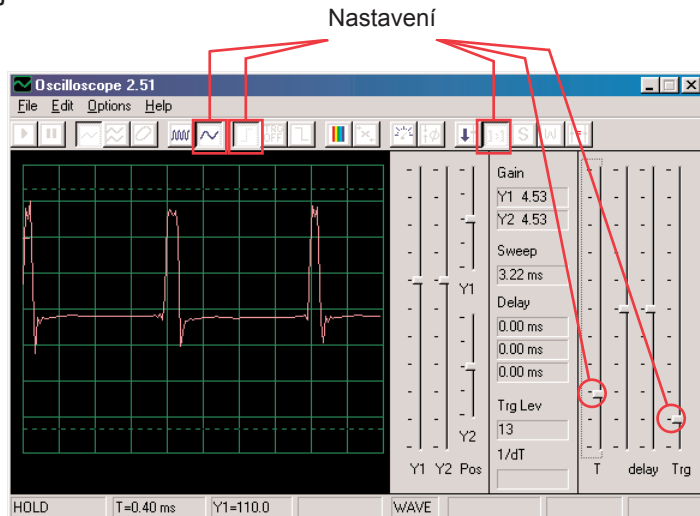 Nastavení
Oscilloscope 2.51
File Edit Options Help
Gain
Y1 4.53
Y2 4.53
Sweep
3.22 ms
Y1
Delay
0.00 ms
0.00 ms
0.00 ms
Trg Lev
13
Y2
1/dT
Y1 Y2 Pos
T delay Trg
HOLD T=0.40 ms Y1=110.0 WAVE